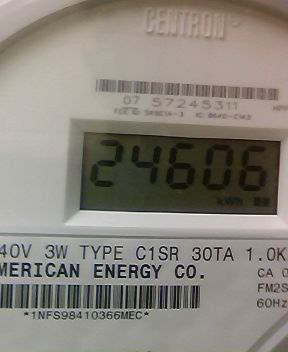 CENTRON®
07 57245311
24606
kWh
40V 3W TYPE C1SR 30TA 1.0K
MERICAN ENERGY CO.
CA 0
FM2S
60Hz
*1NFS98410366MEC*